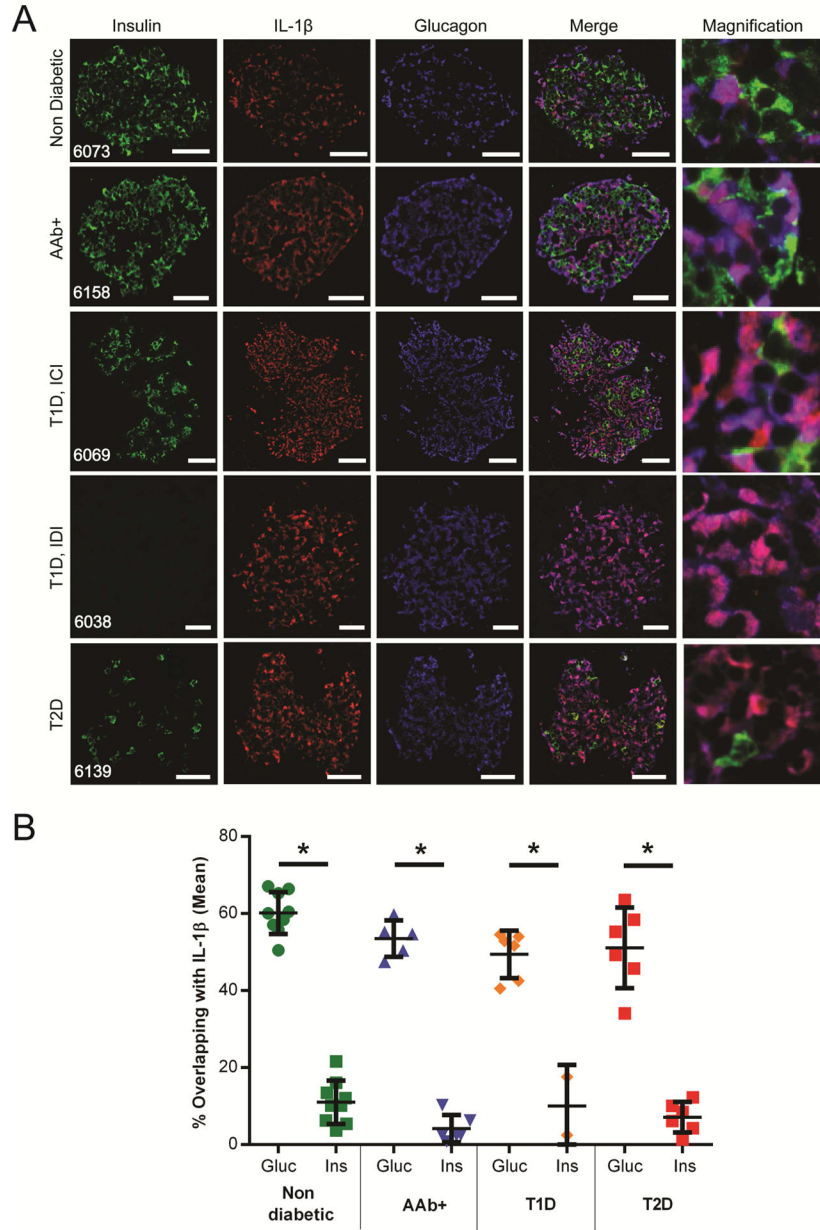 A
Insulin IL-1β Glucagon Merge Magnification
Non Diabetic
6073
AAb+
6158
T1D, ICI
6069
T1D, IDI
6038
T2D
6139
B
% Overlapping with IL-1β (Mean)
80
60
40
20
0
* * * *
Gluc Ins Gluc Ins Gluc Ins Gluc Ins
Non diabetic AAb+ T1D T2D